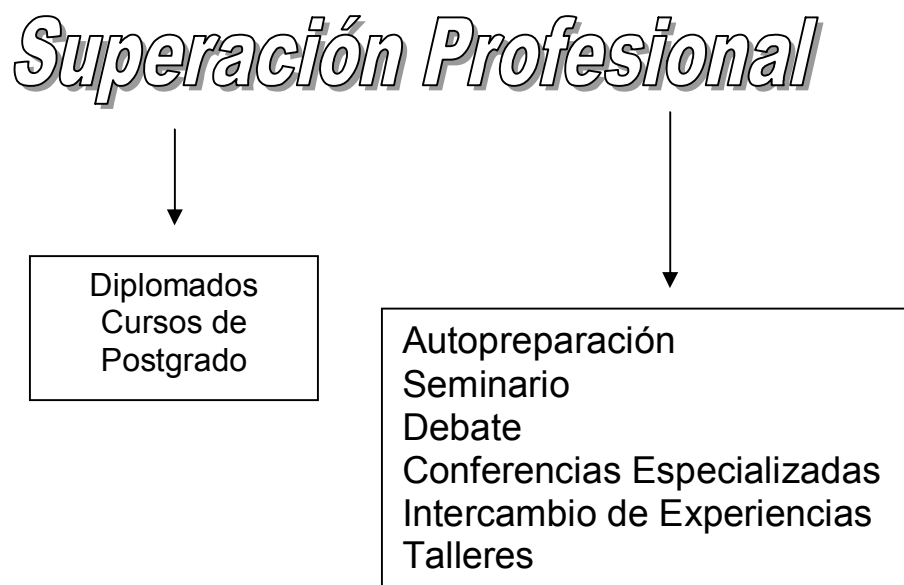 Superación Profesional
Diplomados
Cursos de
Postgrado
Autopreparación
Seminario
Debate
Conferencias Especializadas
Intercambio de Experiencias
Talleres